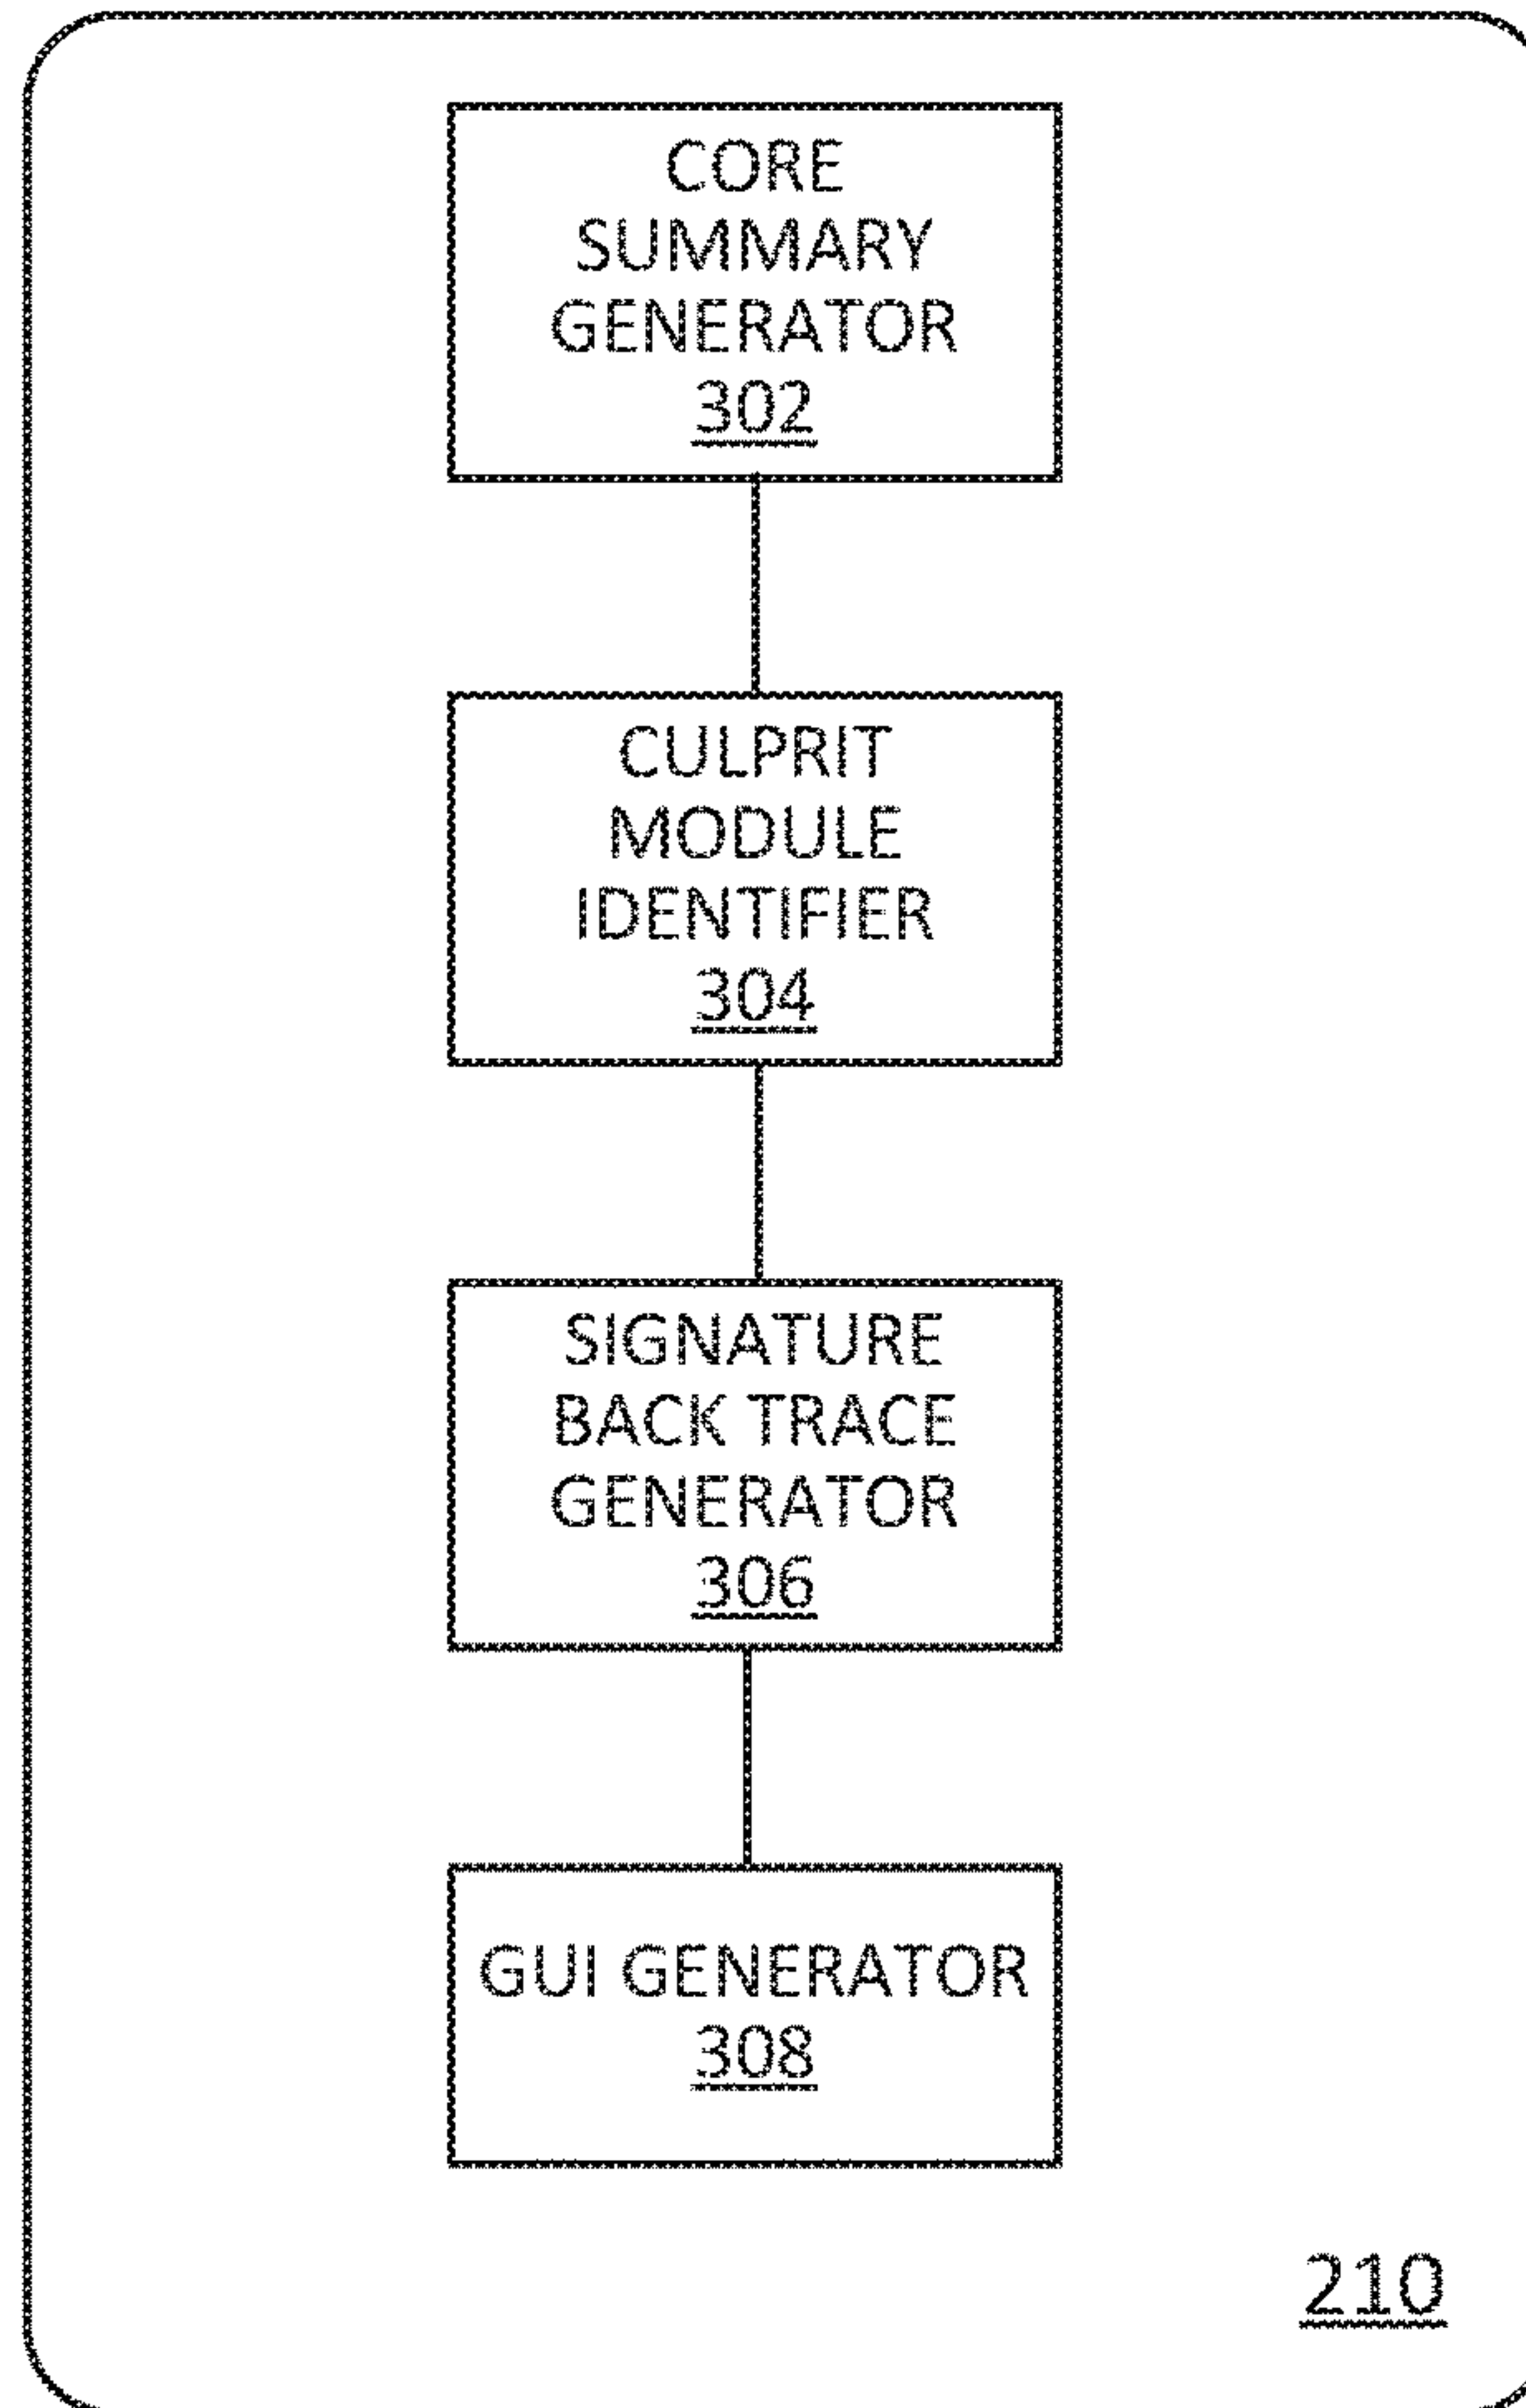 CORE
SUMMARY
GENERATOR
302
CULPRIT
MODULE
IDENTIFIER
304
SIGNATURE
BACK TRACE
GENERATOR
306
GUI GENERATOR
308
210